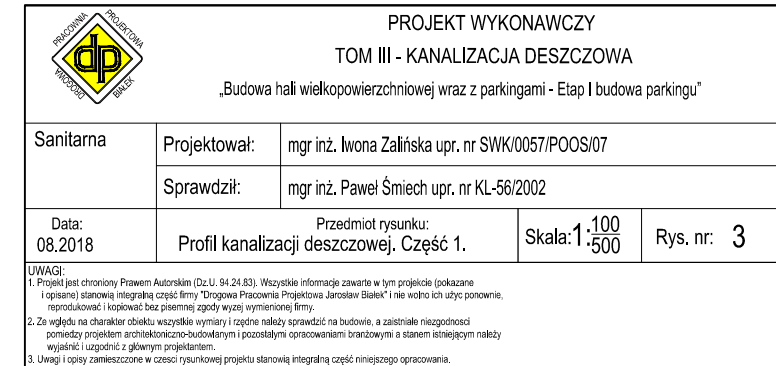 PRACOWNIA PROJEKTOWA
dp
DROGOWA BIAŁEK
PROJEKT WYKONAWCZY
TOM III - KANALIZACJA DESZCZOWA
„Budowa hali wielkopowierzchniowej wraz z parkingami - Etap I budowa parkingu”
Sanitarna
Projektował: mgr inż. Iwona Zalińska upr. nr SWK/0057/POOS/07
Sprawdził: mgr inż. Paweł Śmiech upr. nr KL-56/2002
Data:
08.2018
Przedmiot rysunku:
Profil kanalizacji deszczowej. Część 1.
Skala:1:100/500
Rys. nr: 3
UWAGI:
1. Projekt jest chroniony Prawem Autorskim (Dz.U. 94.24.83). Wszystkie informacje zawarte w tym projekcie (pokazane
i opisane) stanowią integralną część firmy "Drogowa Pracownia Projektowa Jarosław Białek" i nie wolno ich użyc ponownie,
reprodukować i kopiować bez pisemnej zgody wyzej wymienionej firmy.
2. Ze względu na charakter obiektu wszystkie wymiary i rzędne należy sprawdzić na budowie, a zaistniałe niezgodnosci
pomiedzy projektem architektoniczno-budowlanym i pozostałymi opracowaniami branżowymi a stanem istniejącym należy
wyjaśnić i uzgodnić z głównym projektantem.
3. Uwagi i opisy zamieszczone w czesci rysunkowej projektu stanowią integralną część niniejszego opracowania.